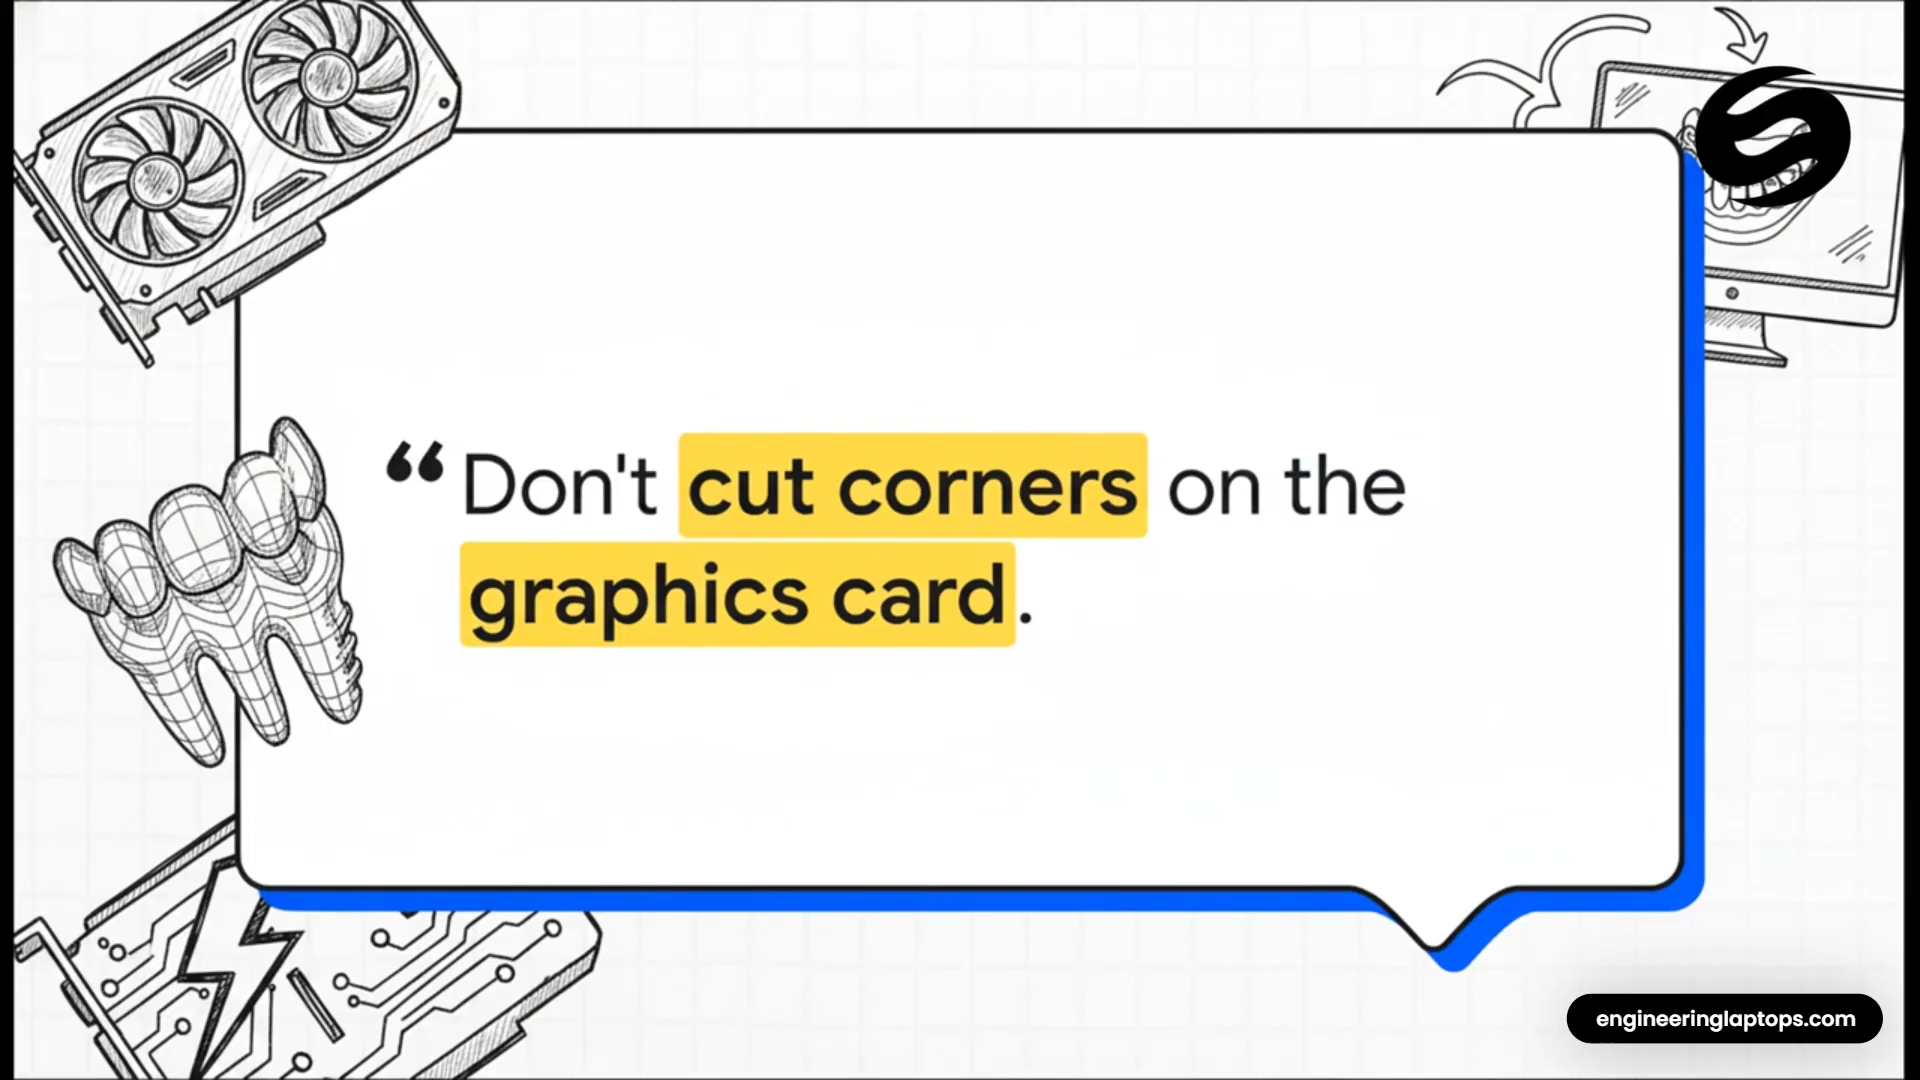 “Don't cut corners on the
graphics card.
engineeringlaptops.com